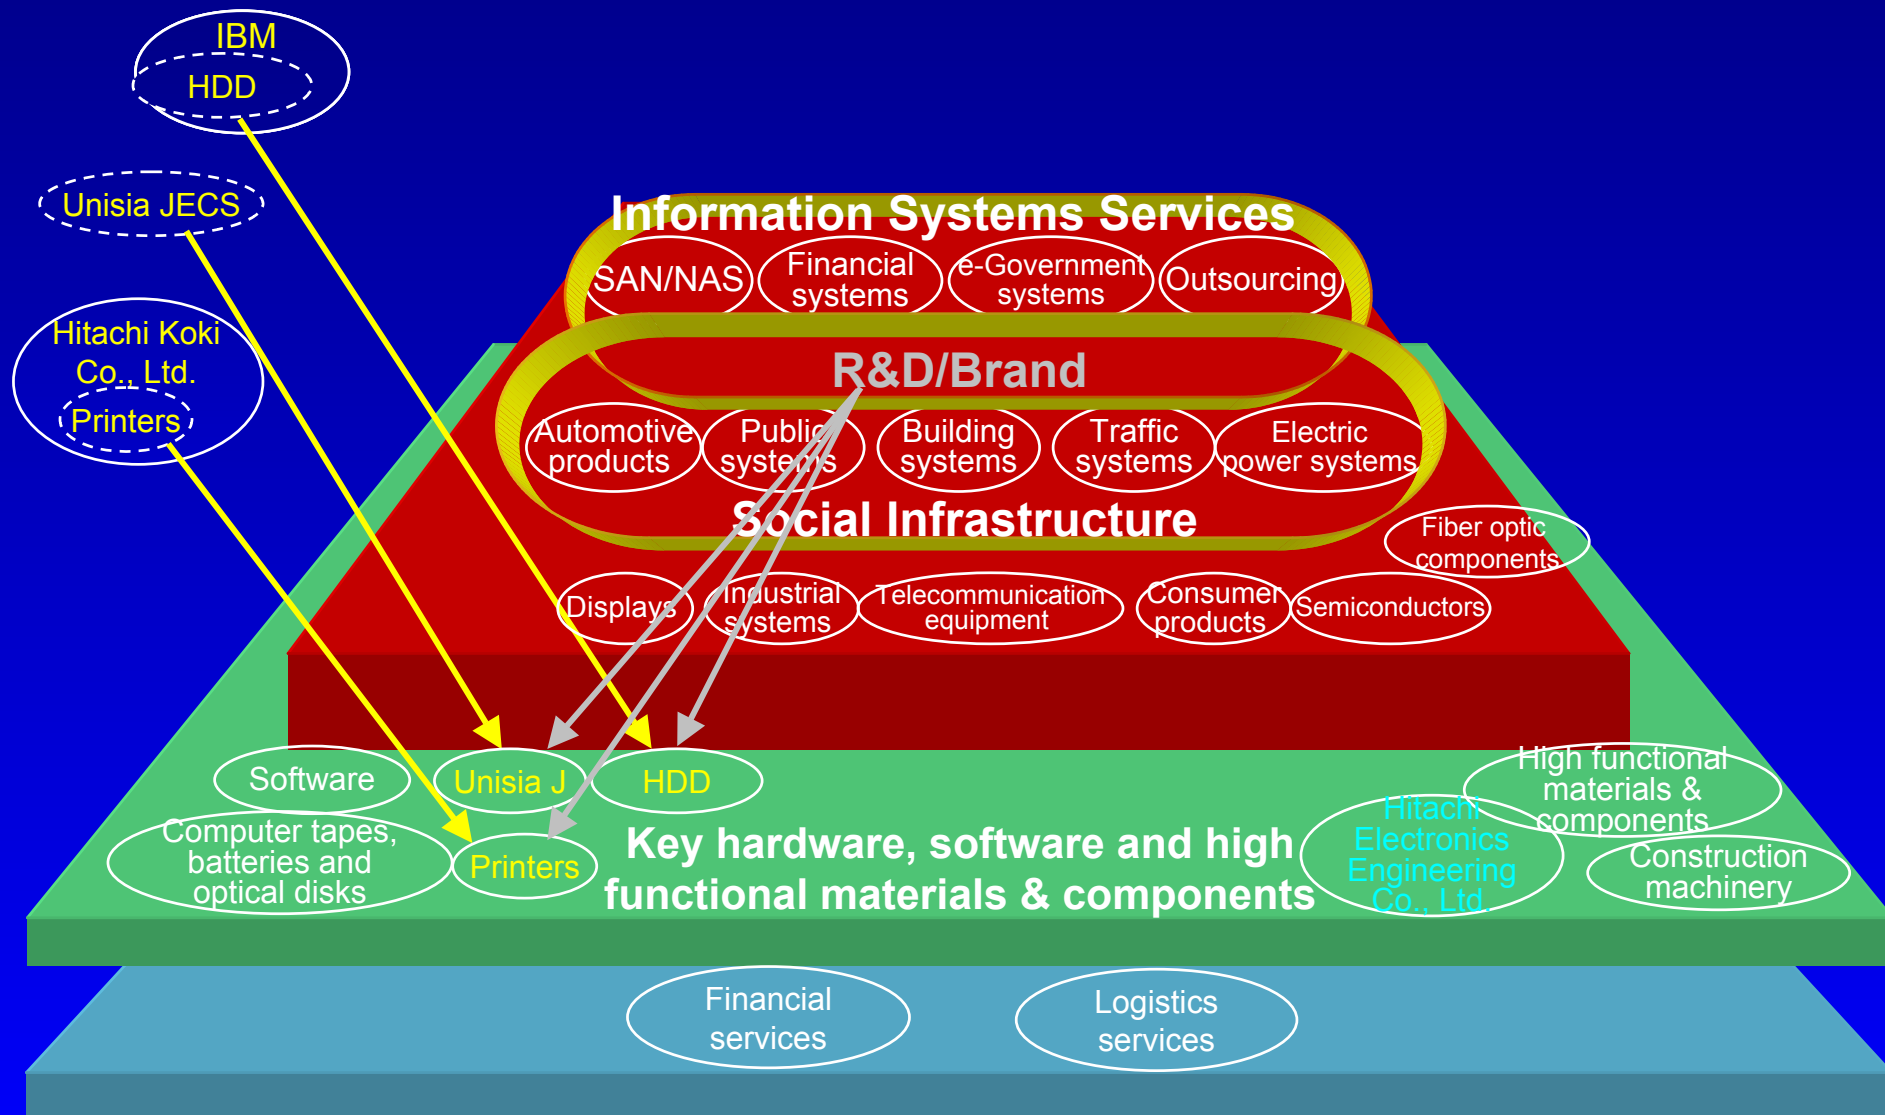 IBM
HDD
Unisia JECS
Hitachi Koki
Co., Ltd.
Printers
Information Systems Services
SAN/NAS
Financial
systems
e-Government
systems
Outsourcing
R&D/Brand
Automotive
products
Public
systems
Building
systems
Traffic
systems
Electric
power systems
Social Infrastructure
Fiber optic
components
Displays
Industrial
systems
Telecommunication
equipment
Consumer
products
Semiconductors
Software
Unisia J
HDD
Computer tapes,
batteries and
optical disks
Printers
Key hardware, software and high
functional materials & components
High functional
materials &
components
Hitachi
Electronics
Engineering
Co., Ltd.
Construction
machinery
Financial
services
Logistics
services